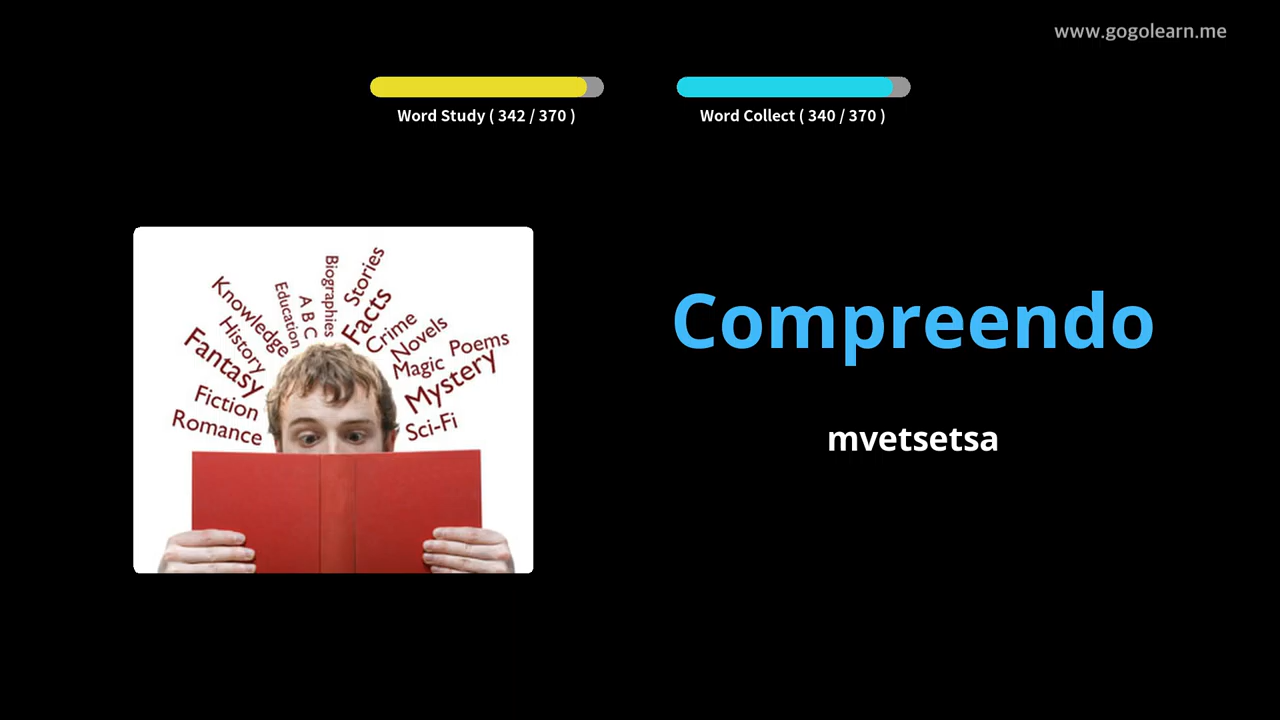 www.gogolearn.me
Word Study ( 342 / 370 )
Word Collect ( 340 / 370 )
Compreendo
mvetsetsa
Biographies
Stories
Education
A B C
Facts
Knowledge
Crime
History
Novels
Poems
Fantasy
Magic
Mystery
Fiction
Romance
Sci-Fi